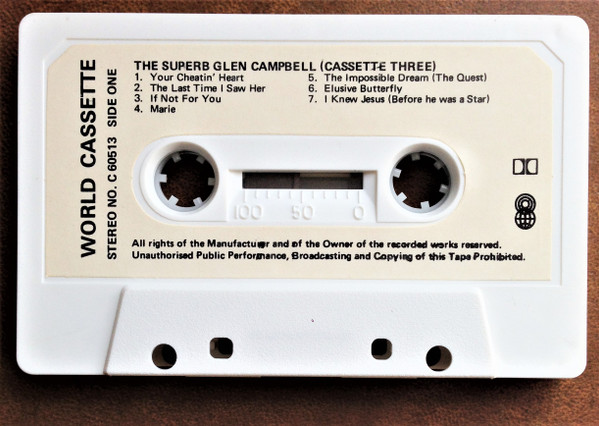 WORLD CASSETTE
STEREO NO. C 60513 SIDE ONE
THE SUPERB GLEN CAMPBELL (CASSETTE THREE)
1. Your Cheatin' Heart
2. The Last Time I Saw Her
3. If Not For You
4. Marie
5. The Impossible Dream (The Quest)
6. Elusive Butterfly
7. I Knew Jesus (Before he was a Star)
100 50 0
All rights of the Manufacturer and of the Owner of the recorded works reserved.
Unauthorised Public Performance, Broadcasting and Copying of this Tape Prohibited.